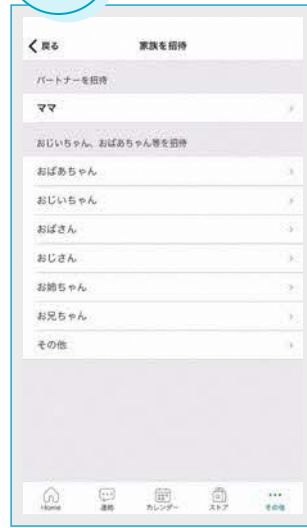 戻る 家族を招待
パートナーを招待
ママ
おじいちゃん、おばあちゃん等を招待
おばあちゃん
おじいちゃん
おばさん
おじさん
お姉ちゃん
お兄ちゃん
その他
Home 連絡 カレンダー ストア その他